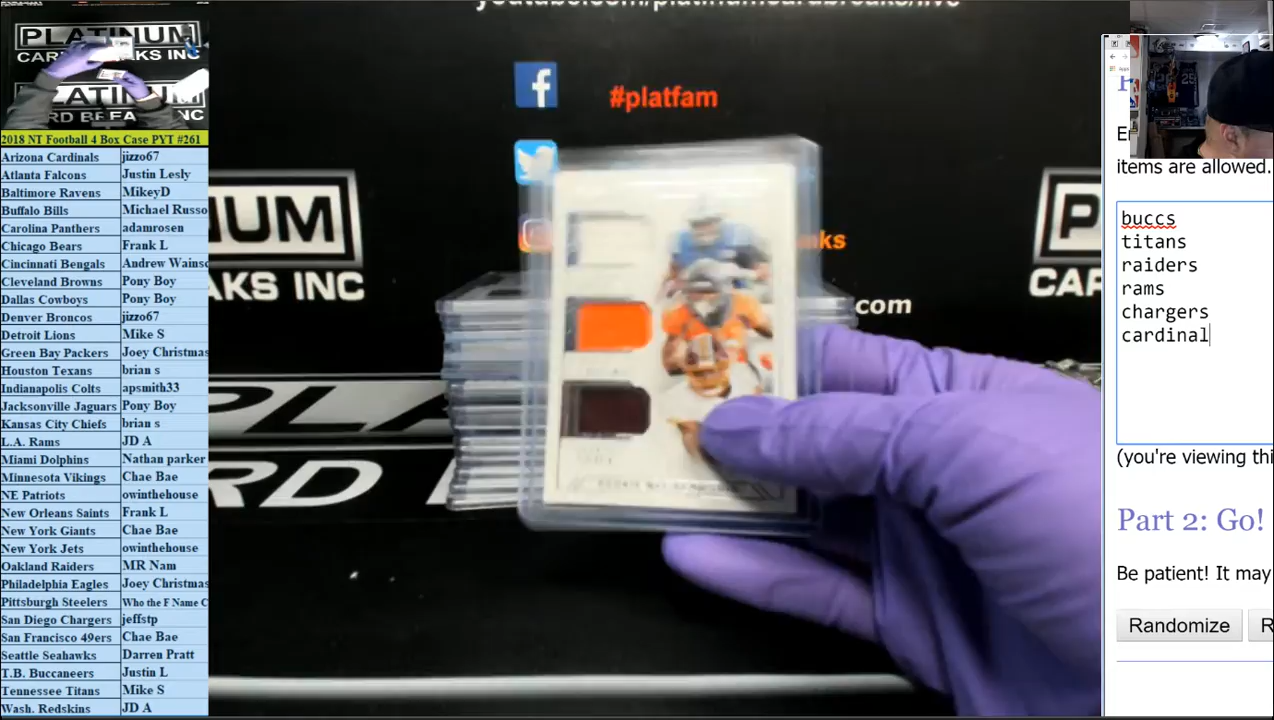 youtube.com/platinumcardbreaks/live
PLATINUM
CARD BREAKS INC
#platfam
2018 NT Football 4 Box Case PYT #261
Arizona Cardinals jizzo67
Atlanta Falcons Justin Lesly
Baltimore Ravens MikeyD
Buffalo Bills Michael Russo
Carolina Panthers adamrosen
Chicago Bears Frank L
Cincinnati Bengals Andrew Wainsc
Cleveland Browns Pony Boy
Dallas Cowboys Pony Boy
Denver Broncos jizzo67
Detroit Lions Mike S
Green Bay Packers Joey Christmas
Houston Texans brian s
Indianapolis Colts apsmith33
Jacksonville Jaguars Pony Boy
Kansas City Chiefs brian s
L.A. Rams JD A
Miami Dolphins Nathan parker
Minnesota Vikings Chae Bae
NE Patriots owinthehouse
New Orleans Saints Frank L
New York Giants Chae Bae
New York Jets owinthehouse
Oakland Raiders MR Nam
Philadelphia Eagles Joey Christmas
Pittsburgh Steelers Who the F Name C
San Diego Chargers jeffstp
San Francisco 49ers Chae Bae
Seattle Seahawks Darren Pratt
T.B. Buccaneers Justin L
Tennessee Titans Mike S
Wash. Redskins JD A
items are allowed.
buccs
titans
raiders
rams
chargers
cardinal
(you're viewing thi
Part 2: Go!
Be patient! It may
Randomize